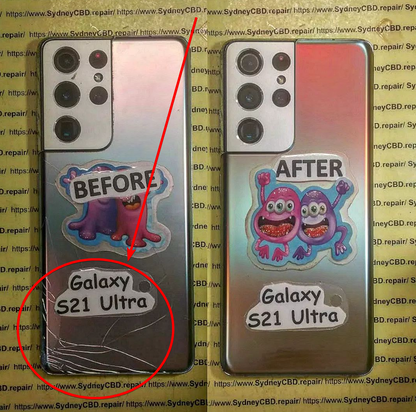 https://www.SydneyCBD.repair/
BEFORE
Galaxy
S21 Ultra
AFTER
Galaxy
S21 Ultra